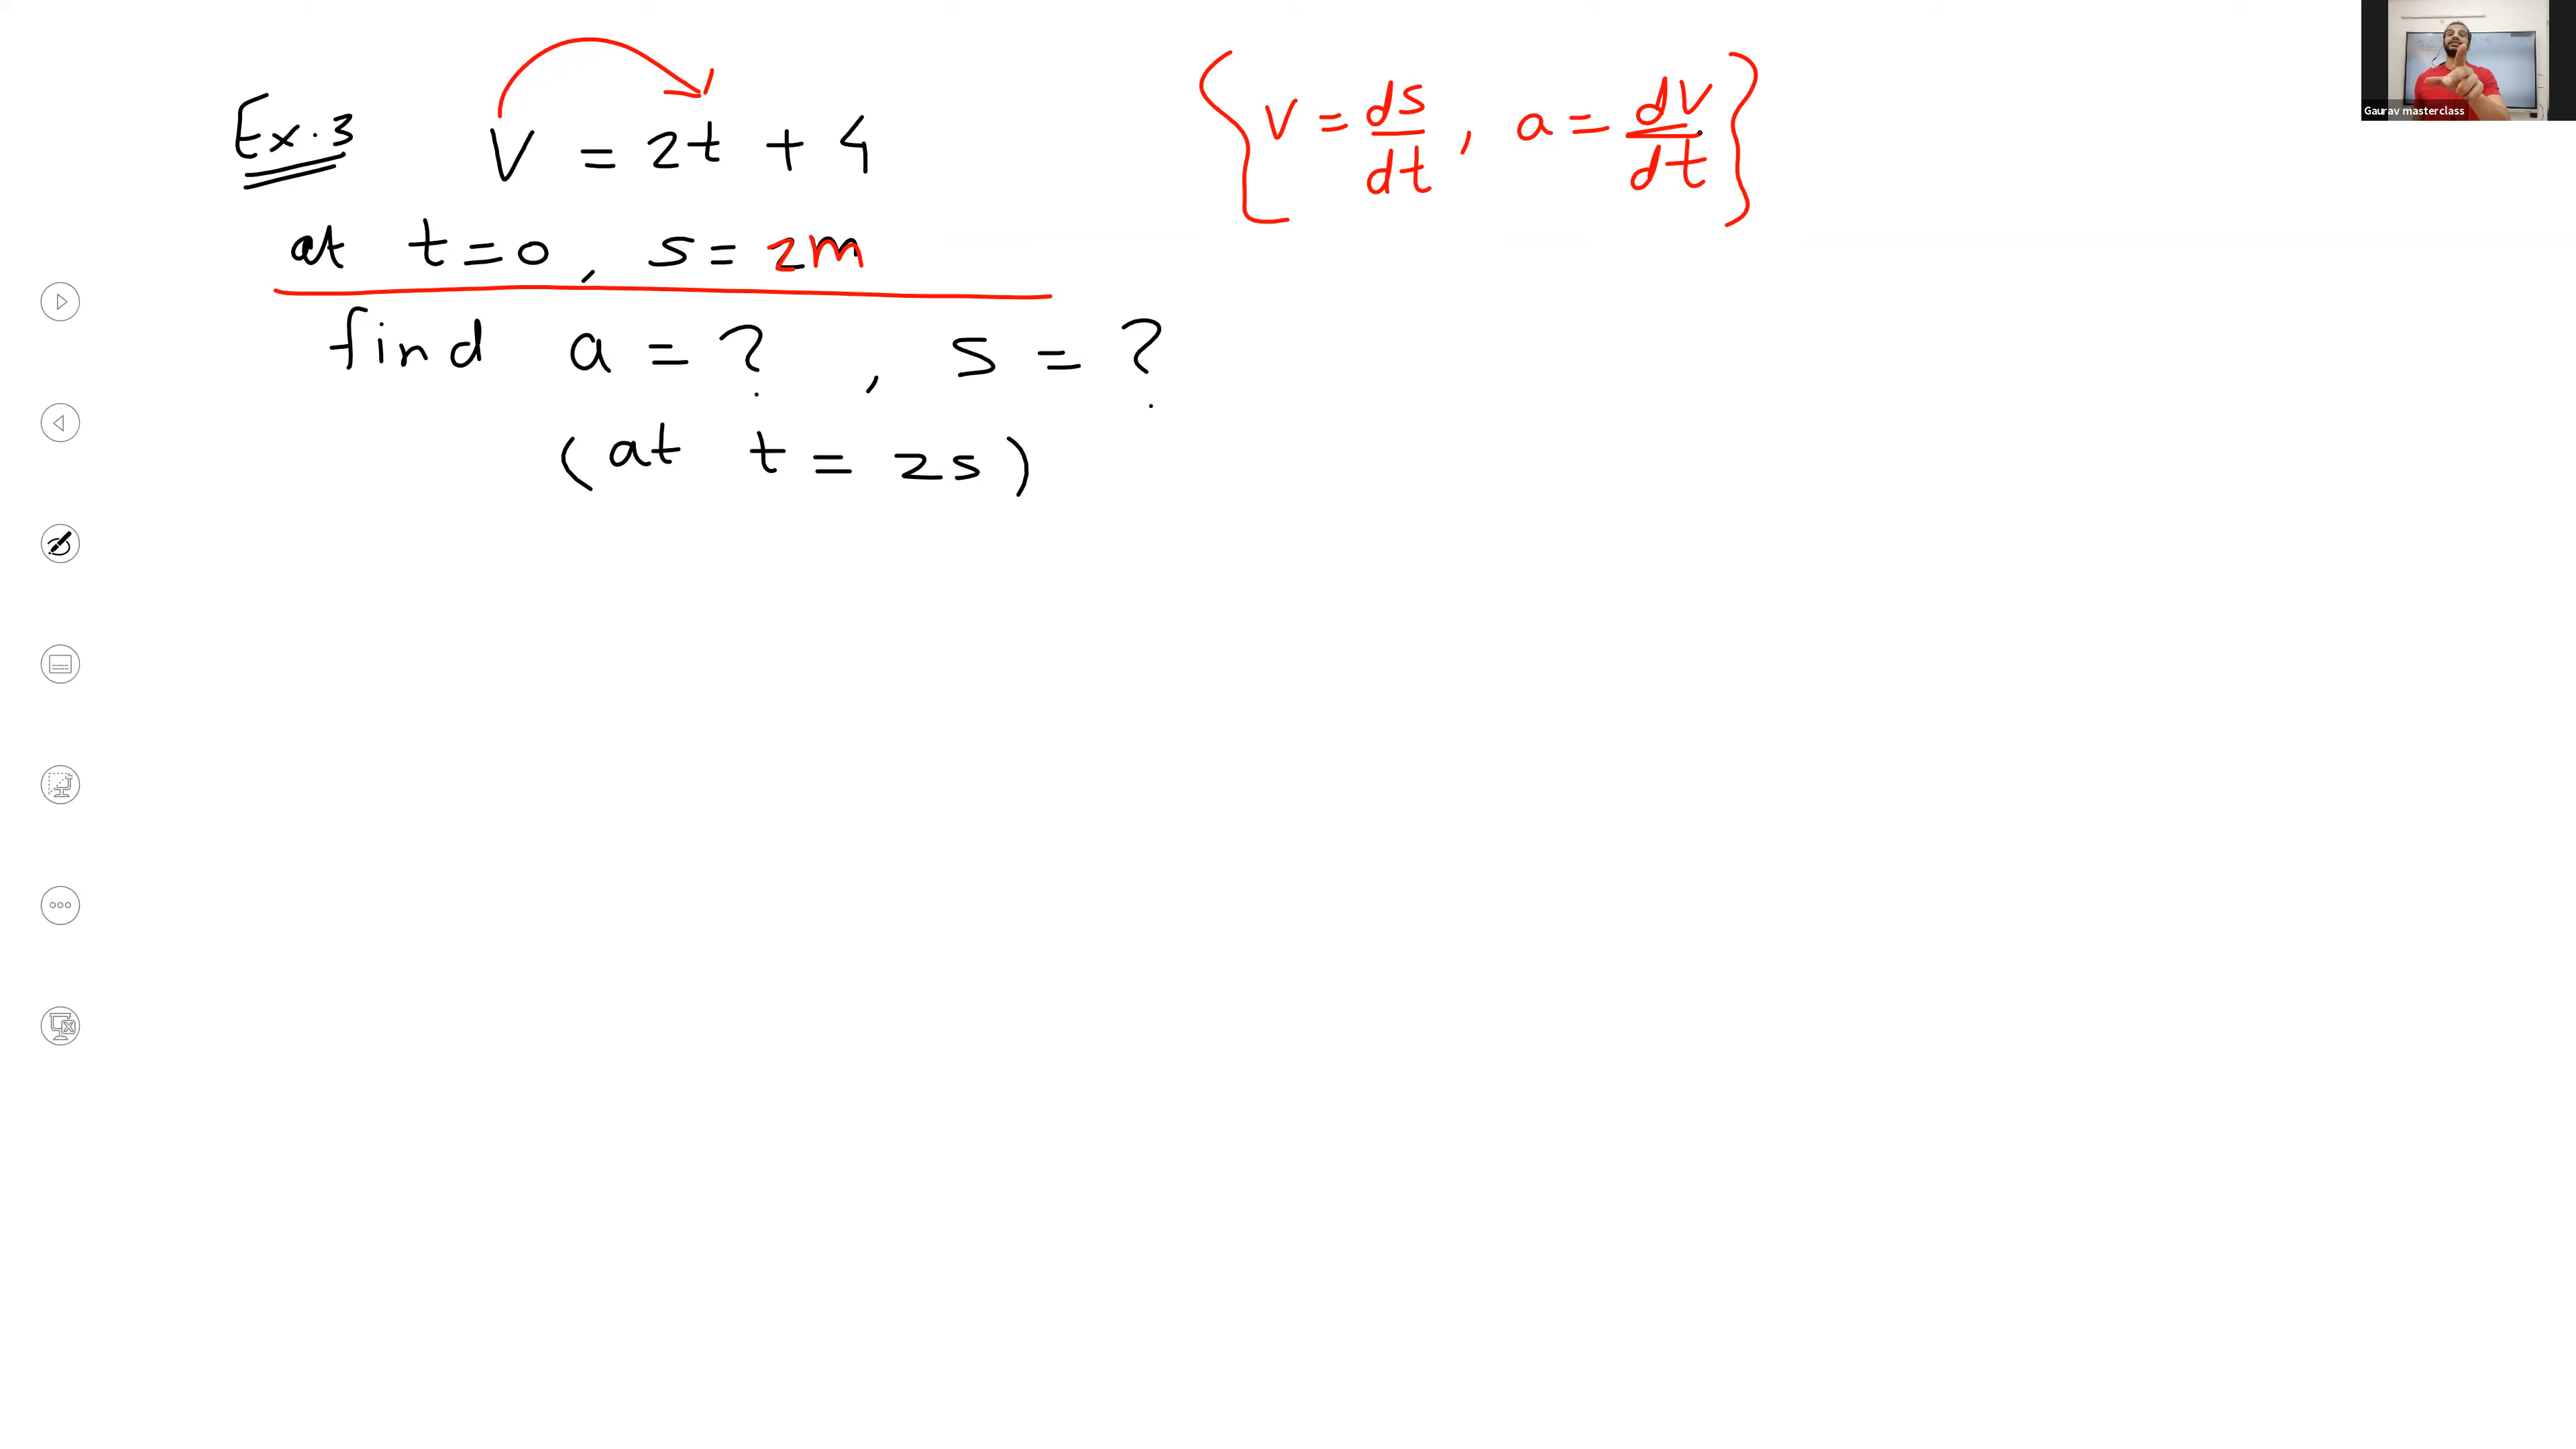 Ex.3 V = 2t + 4
at t=0, s= 2m
find a = ?, s = ?
(at t = 2s)
{ V = ds/dt, a = dV/dt }
Gaurav masterclass